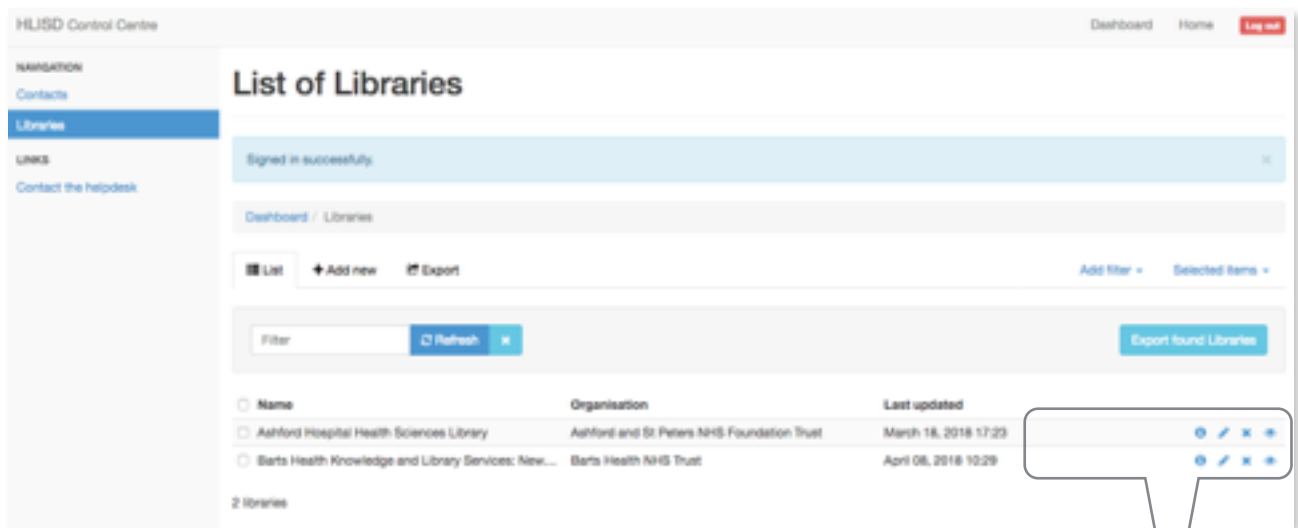 HLISD Control Centre
Dashboard Home Log out
NAVIGATION
Contacts
Libraries
LINKS
Contact the helpdesk
List of Libraries
Signed in successfully.
Dashboard / Libraries
List Add new Export
Add filter Selected items
Filter Refresh
Export found Libraries
Name Organisation Last updated
Ashford Hospital Health Sciences Library Ashford and St Peters NHS Foundation Trust March 18, 2018 17:23
Barts Health Knowledge and Library Services: New... Barts Health NHS Trust April 08, 2018 10:29
2 libraries